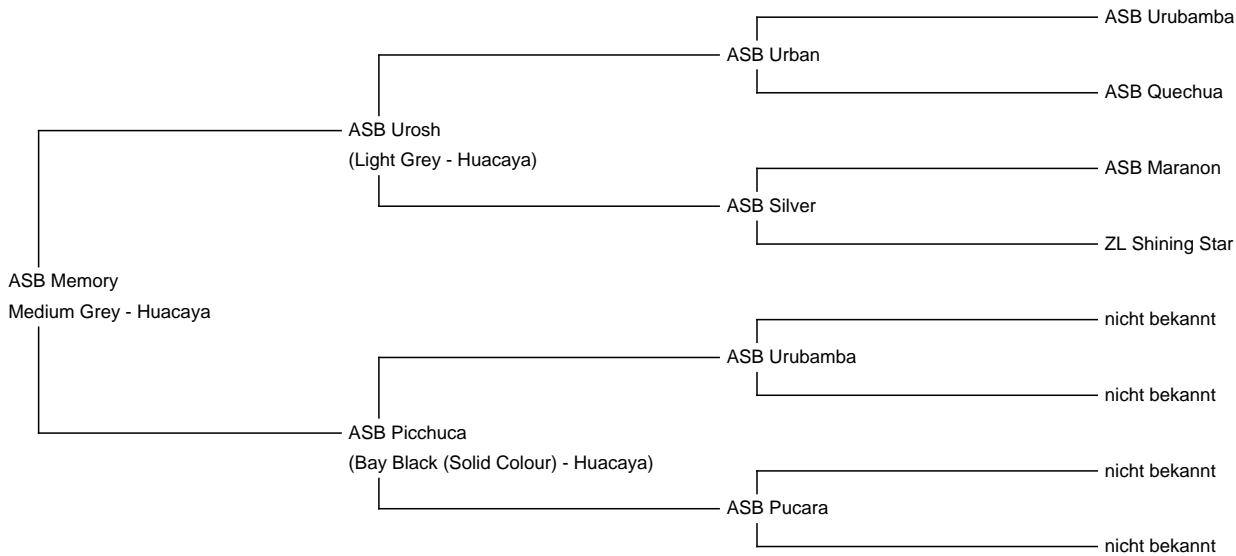 ASB Urubamba
ASB Urban
ASB Quechua
ASB Urosh
(Light Grey - Huacaya)
ASB Maranon
ASB Silver
ZL Shining Star
ASB Memory
Medium Grey - Huacaya
nicht bekannt
ASB Urubamba
nicht bekannt
ASB Picchuca
(Bay Black (Solid Colour) - Huacaya)
nicht bekannt
ASB Pucara
nicht bekannt